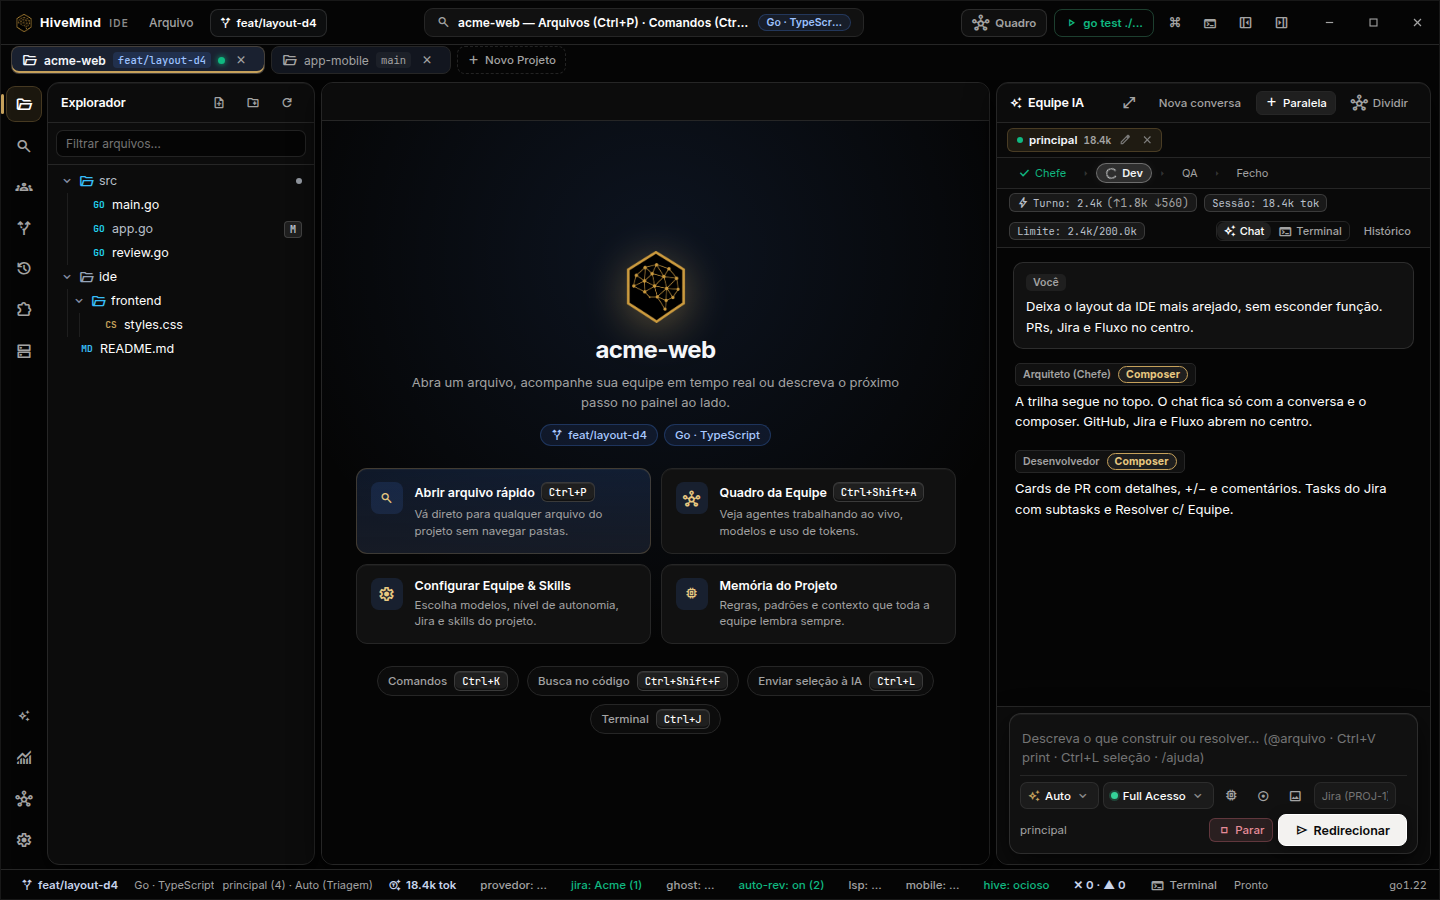 HiveMind IDE Arquivo feat/layout-d4 acme-web — Arquivos (Ctrl+P) · Comandos (Ctr... Go · TypeScr... Quadro go test ./...
acme-web feat/layout-d4 app-mobile main Novo Projeto
Explorador
Filtrar arquivos...
src
GO main.go
GO app.go M
GO review.go
ide
frontend
CS styles.css
MD README.md
acme-web
Abra um arquivo, acompanhe sua equipe em tempo real ou descreva o próximo
passo no painel ao lado.
feat/layout-d4 Go · TypeScript
Abrir arquivo rápido Ctrl+P
Vá direto para qualquer arquivo do
projeto sem navegar pastas.
Quadro da Equipe Ctrl+Shift+A
Veja agentes trabalhando ao vivo,
modelos e uso de tokens.
Configurar Equipe & Skills
Escolha modelos, nível de autonomia,
Jira e skills do projeto.
Memória do Projeto
Regras, padrões e contexto que toda a
equipe lembra sempre.
Comandos Ctrl+K Busca no código Ctrl+Shift+F Enviar seleção à IA Ctrl+L
Terminal Ctrl+J
Equipe IA Nova conversa Paralela Dividir
principal 18.4k
Chefe Dev QA Fecho
Turno: 2.4k (↑1.8k ↓560) Sessão: 18.4k tok
Limite: 2.4k/200.0k Chat Terminal Histórico
Você
Deixa o layout da IDE mais arejado, sem esconder função.
PRs, Jira e Fluxo no centro.
Arquiteto (Chefe) Composer
A trilha segue no topo. O chat fica só com a conversa e o
composer. GitHub, Jira e Fluxo abrem no centro.
Desenvolvedor Composer
Cards de PR com detalhes, +/− e comentários. Tasks do Jira
com subtasks e Resolver c/ Equipe.
Descreva o que construir ou resolver... (@arquivo · Ctrl+V
print · Ctrl+L seleção · /ajuda)
Auto Full Acesso Jira (PROJ-1
principal Parar Redirecionar
feat/layout-d4 Go · TypeScript principal (4) · Auto (Triagem) 18.4k tok provedor: ... jira: Acme (1) ghost: ... auto-rev: on (2) lsp: ... mobile: ... hive: ocioso ✕ 0 · ▲ 0 Terminal Pronto go1.22